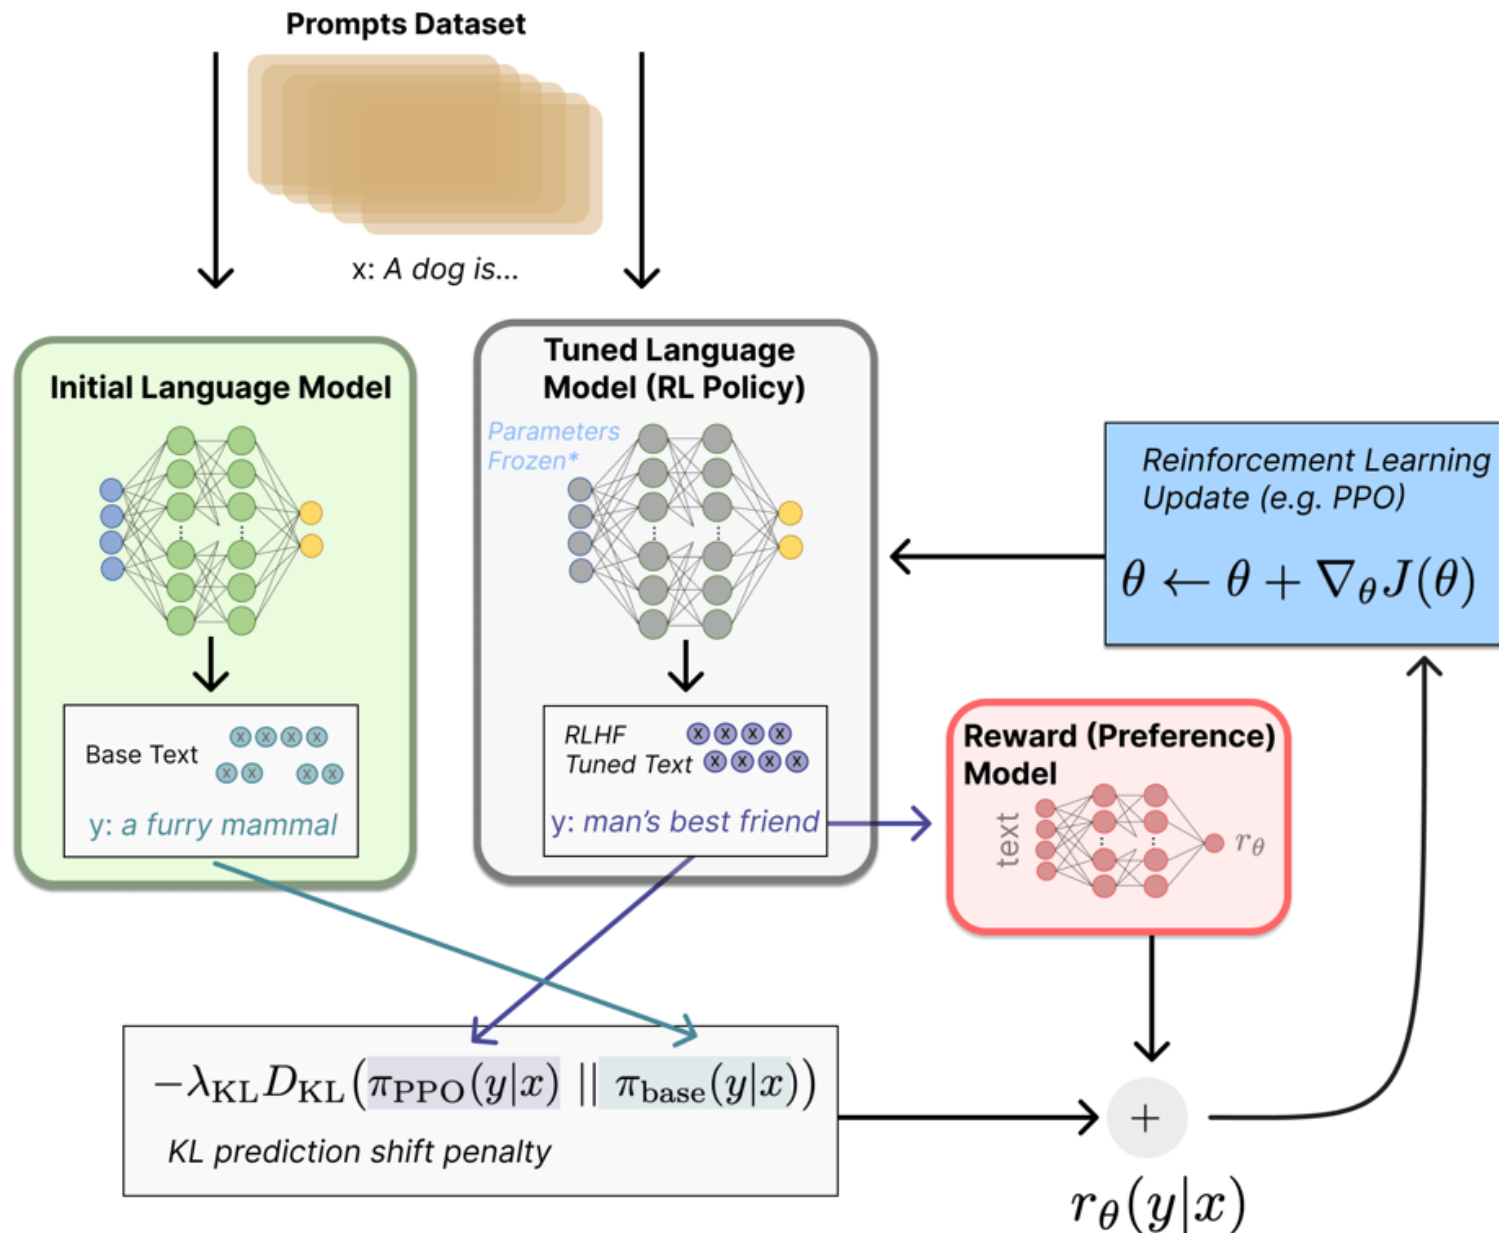 Prompts Dataset
x: A dog is...
Initial Language Model
Tuned Language
Model (RL Policy)
Parameters
Frozen*
Reinforcement Learning
Update (e.g. PPO)
θ ← θ + ∇θJ(θ)
Base Text
x x x x
x x x x
y: a furry mammal
RLHF
Tuned Text
x x x x
x x x x
y: man's best friend
Reward (Preference)
Model
text
rθ
−λKL DKL(πPPO(y|x) || πbase(y|x))
KL prediction shift penalty
+
rθ(y|x)